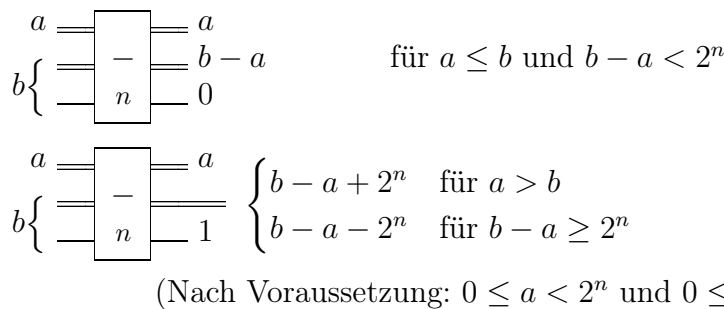 a a
− b − a für a ≤ b und b − a < 2ⁿ
b{ n 0
a a
− { b − a + 2ⁿ für a > b
b{ n 1 b − a − 2ⁿ für b − a ≥ 2ⁿ
(Nach Voraussetzung: 0 ≤ a < 2ⁿ und 0 ≤